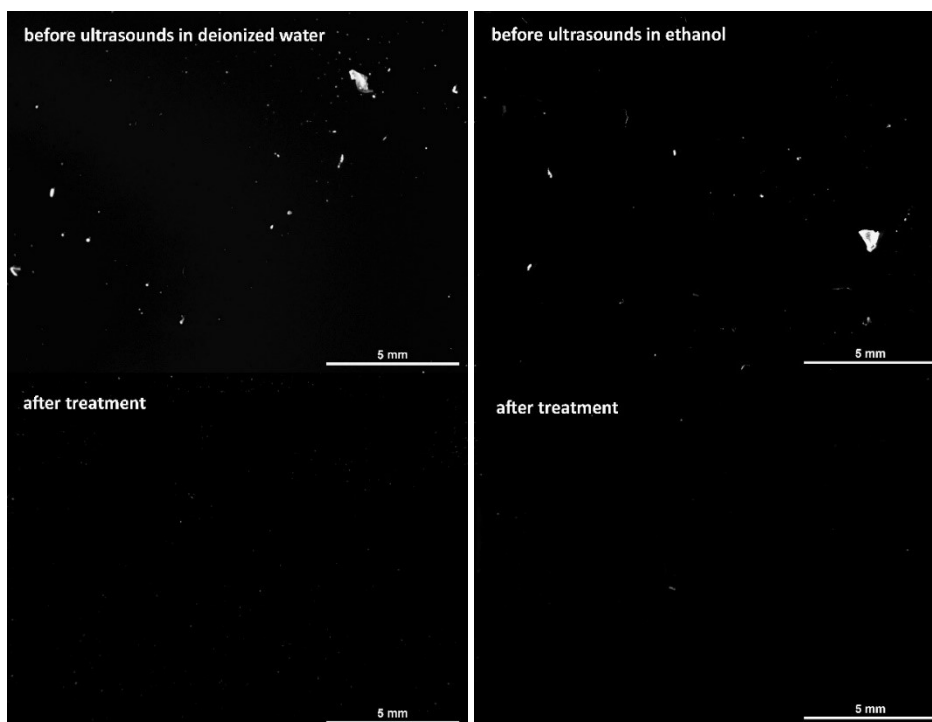 before ultrasounds in deionized water
before ultrasounds in ethanol
5 mm
5 mm
after treatment
after treatment
5 mm
5 mm